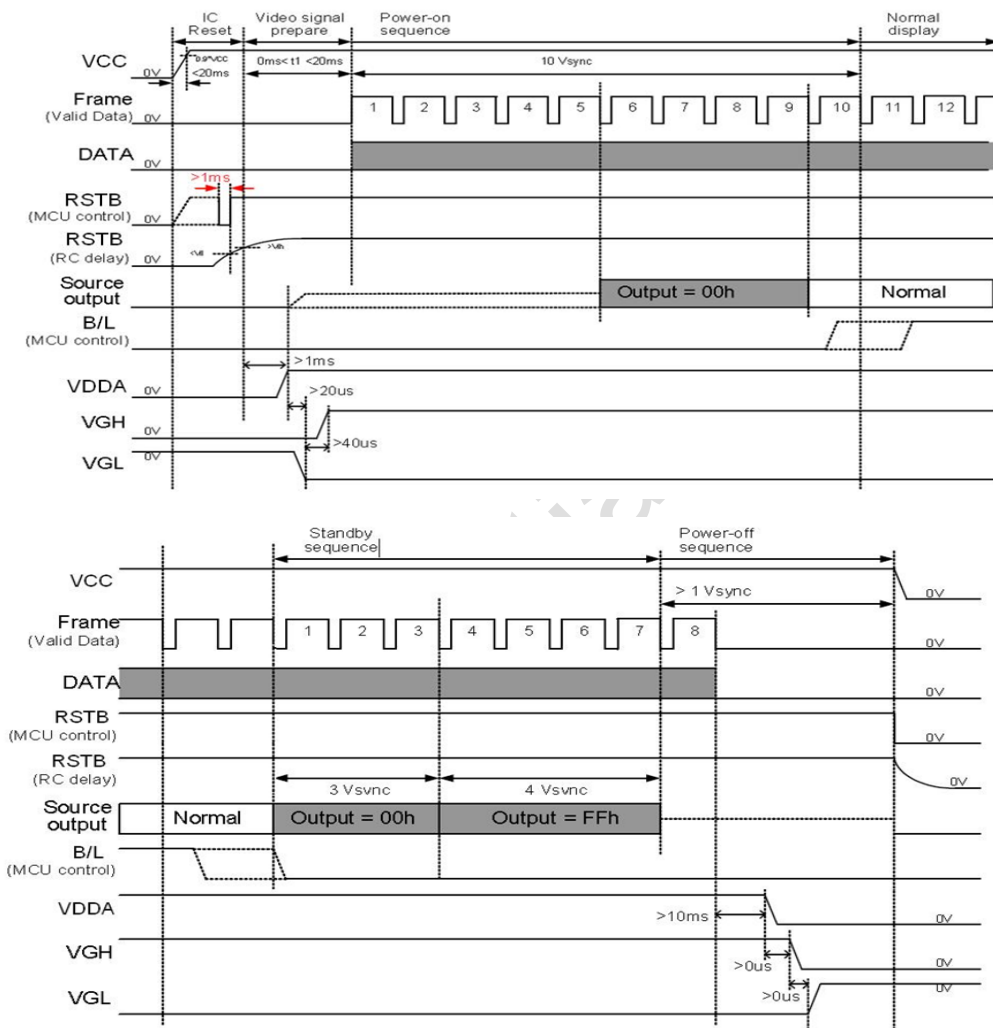 IC Reset
Video signal prepare
Power-on sequence
Normal display
VCC
0V
0.9*VCC
<20ms
0ms< t1 <20ms
10 Vsync
Frame
(Valid Data)
0V
1 2 3 4 5 6 7 8 9 10 11 12
DATA
0V
>1ms
RSTB
(MCU control)
0V
RSTB
(RC delay)
0V
Source output
Output = 00h
Normal
B/L
(MCU control)
>1ms
VDDA
0V
>20us
VGH
0V
>40us
VGL
0V
Standby sequence
Power-off sequence
VCC
> 1 Vsync
0V
Frame
(Valid Data)
1 2 3 4 5 6 7 8
0V
DATA
0V
RSTB
(MCU control)
0V
RSTB
(RC delay)
0V
3 Vsync
4 Vsync
Source output
Normal
Output = 00h
Output = FFh
B/L
(MCU control)
VDDA
>10ms
0V
VGH
>0us
0V
>0us
0V
VGL